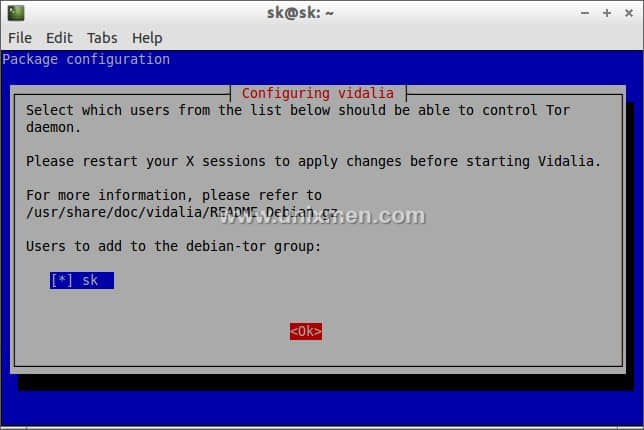 sk@sk: ~
File Edit Tabs Help
Package configuration
Configuring vidalia
Select which users from the list below should be able to control Tor
daemon.
Please restart your X sessions to apply changes before starting Vidalia.
For more information, please refer to
/usr/share/doc/vidalia/README.Debian.gz.
www.unixmen.com
Users to add to the debian-tor group:
[*] sk
<Ok>